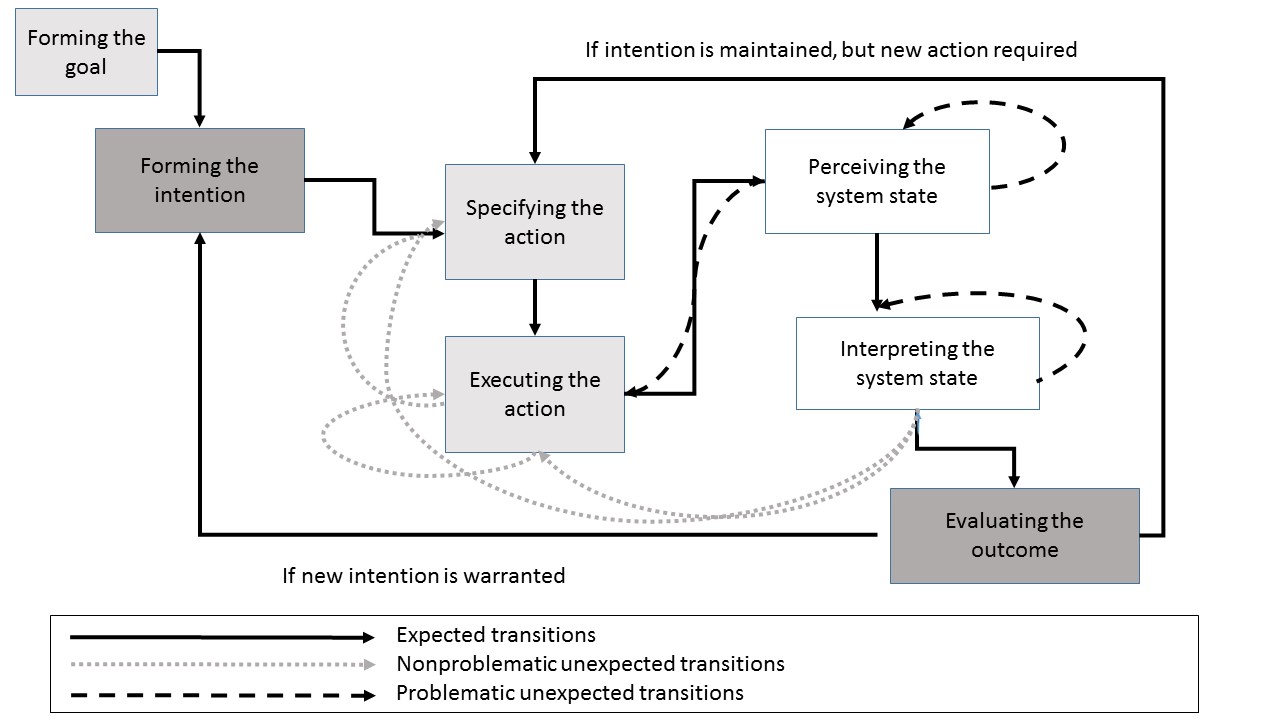 Forming the
goal
If intention is maintained, but new action required
Forming the
intention
Perceiving the
system state
Specifying the
action
Interpreting the
system state
Executing the
action
Evaluating the
outcome
If new intention is warranted
Expected transitions
Nonproblematic unexpected transitions
Problematic unexpected transitions